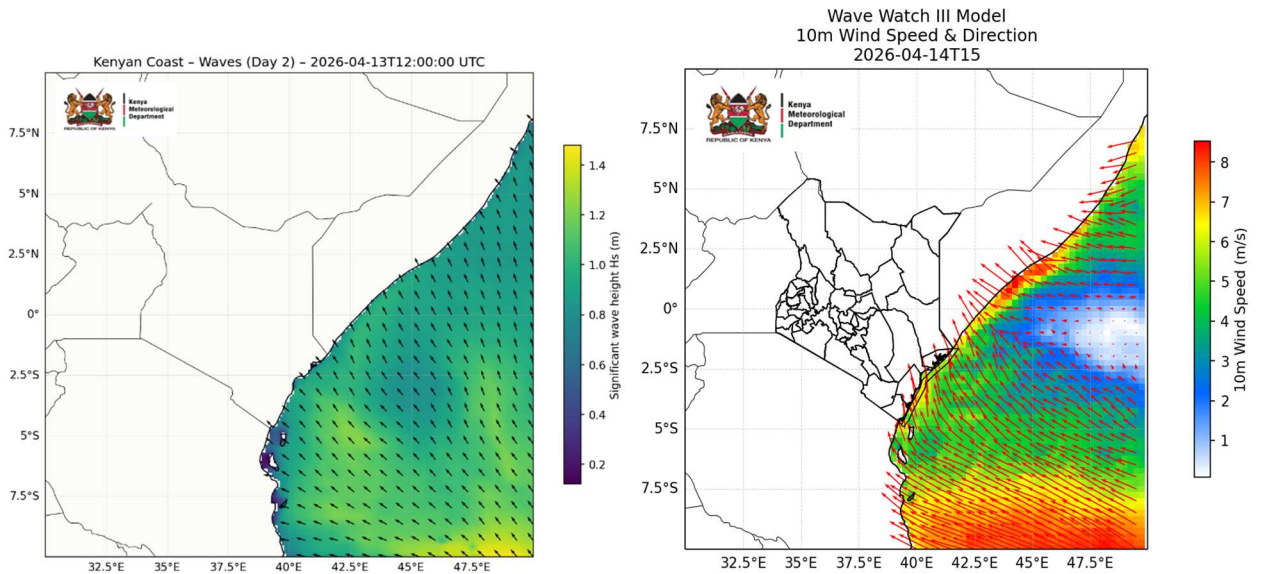 Kenyan Coast – Waves (Day 2) – 2026-04-13T12:00:00 UTC
Kenya
Meteorological
Department
REPUBLIC OF KENYA
7.5°N
5°N
2.5°N
0°
2.5°S
5°S
7.5°S
32.5°E 35°E 37.5°E 40°E 42.5°E 45°E 47.5°E
1.4
1.2
1.0
0.8
0.6
0.4
0.2
Significant wave height Hs (m)
Wave Watch III Model
10m Wind Speed & Direction
2026-04-14T15
Kenya
Meteorological
Department
REPUBLIC OF KENYA
7.5°N
5°N
2.5°N
0°
2.5°S
5°S
7.5°S
32.5°E 35°E 37.5°E 40°E 42.5°E 45°E 47.5°E
8
7
6
5
4
3
2
1
10m Wind Speed (m/s)